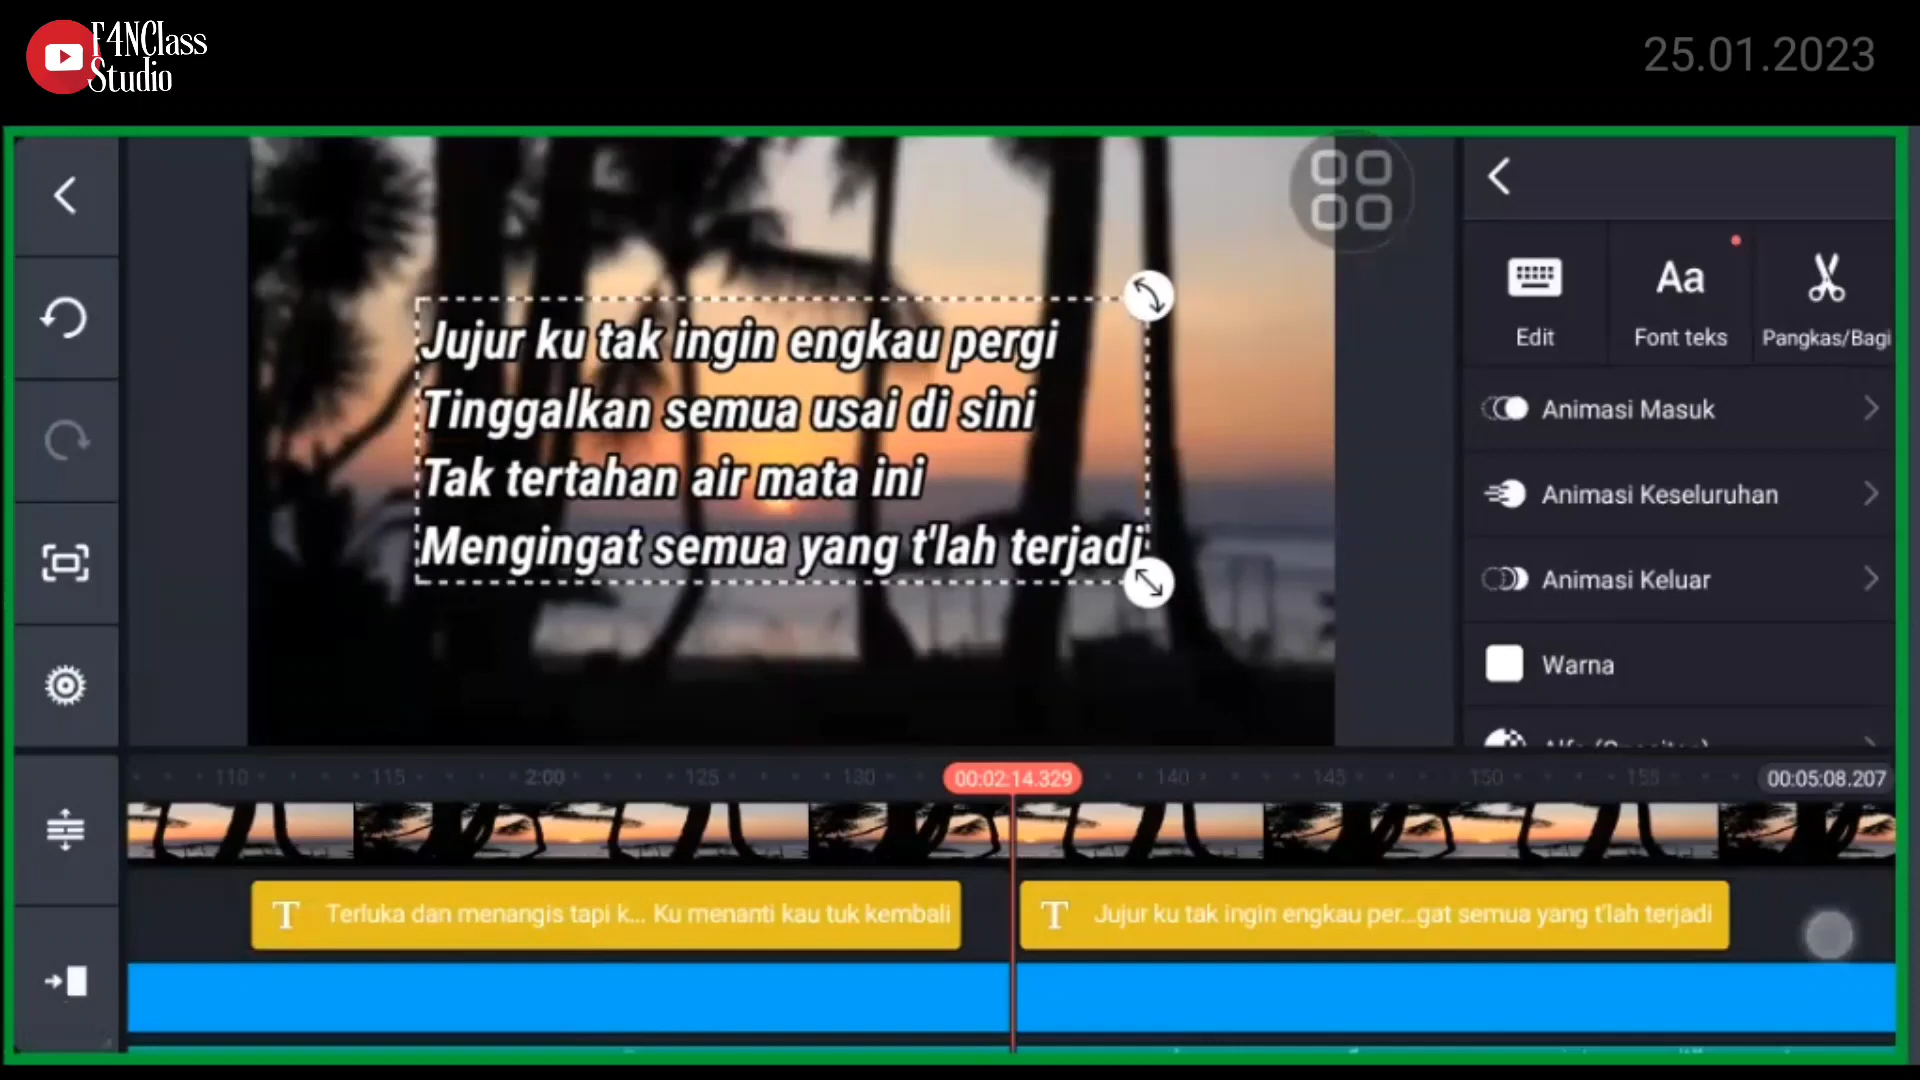 F4NClass
Studio
25.01.2023
Jujur ku tak ingin engkau pergi
Tinggalkan semua usai di sini
Tak tertahan air mata ini
Mengingat semua yang t'lah terjadi
Edit
Aa
Font teks
Pangkas/Bagi
Animasi Masuk
Animasi Keseluruhan
Animasi Keluar
Warna
110
115
2:00
125
130
00:02:14.329
140
145
150
155
00:05:08.207
T Terluka dan menangis tapi k... Ku menanti kau tuk kembali
T Jujur ku tak ingin engkau per...gat semua yang t'lah terjadi